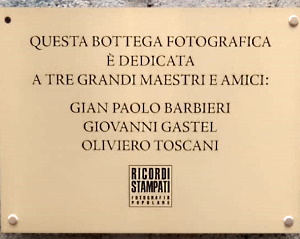 QUESTA BOTTEGA FOTOGRAFICA
È DEDICATA
A TRE GRANDI MAESTRI E AMICI:
GIAN PAOLO BARBIERI
GIOVANNI GASTEL
OLIVIERO TOSCANI
RICORDI
STAMPATI
FOTOGRAFIA
POPOLARE